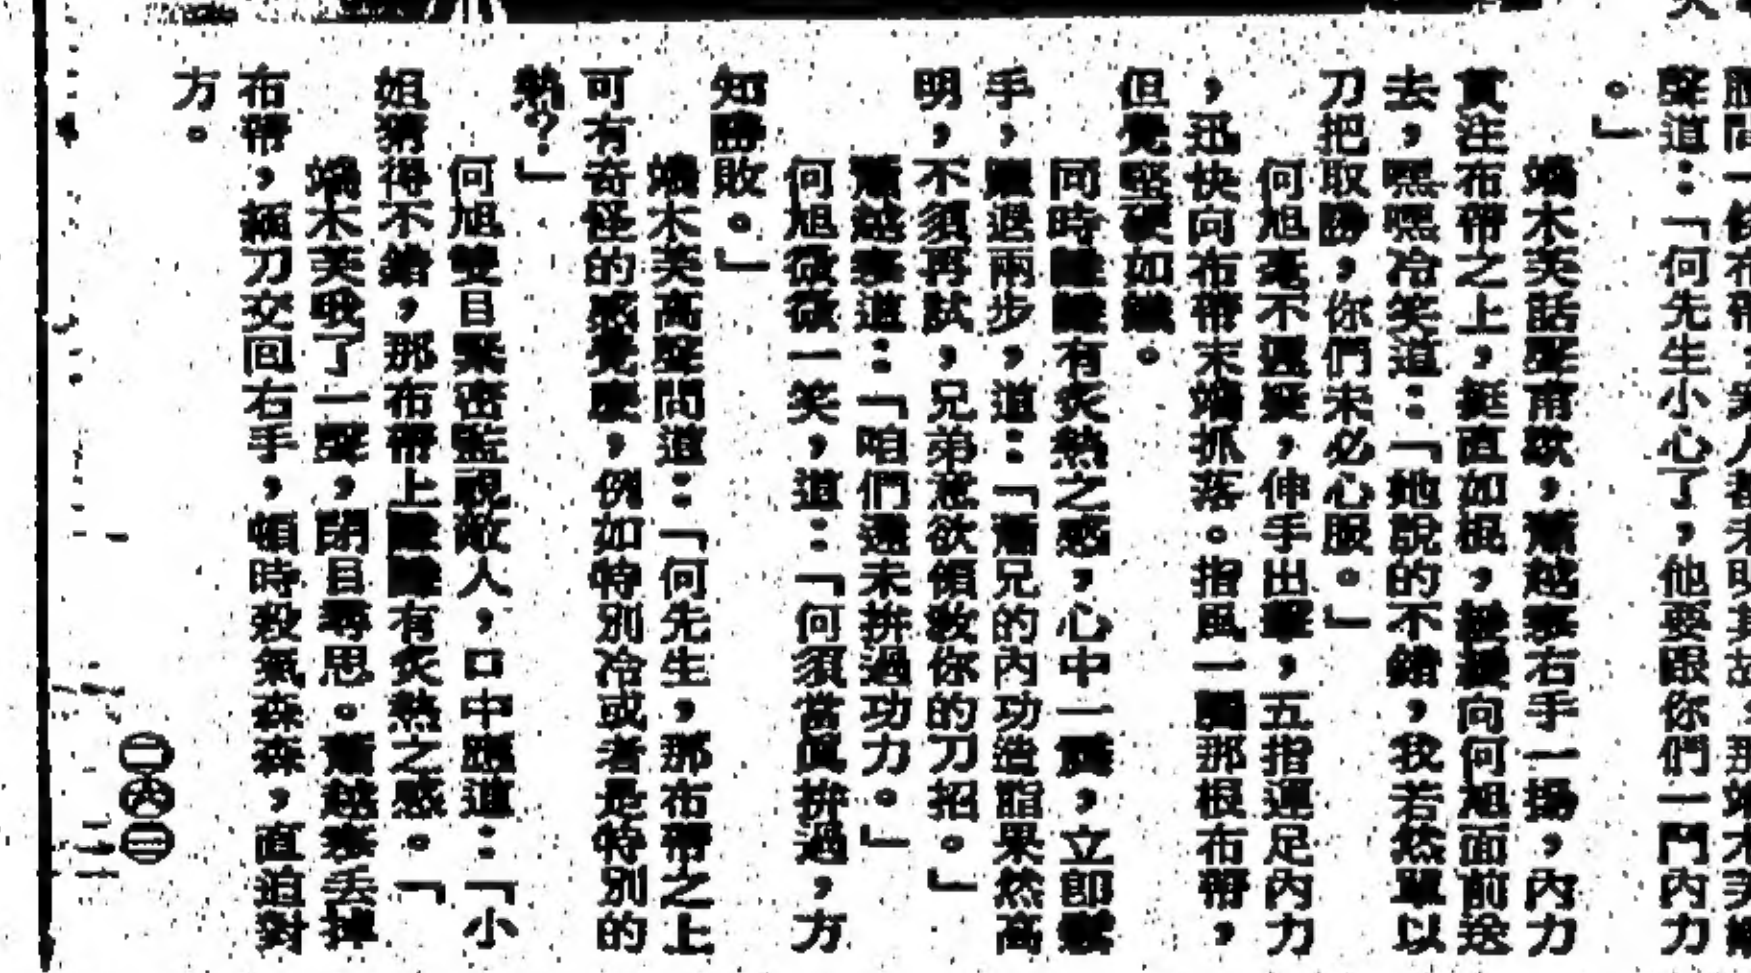 聲道：「何先生小心了，他要跟你們一門內力
。」
端木芙話聲甫歇，蕭越寒右手一揚，內力
貫注布帶之上，挺直如棍，緩緩向何旭面前送
去，嘿嘿冷笑道：「她說的不錯，我若然單以
刀把取勝，你們未必心服。」
何旭毫不遲疑，伸手出擊，五指運足內力
，迅快向布帶末端抓落。指風一觸那根布帶，
但覺堅硬如鐵。
同時隱隱有炙熱之感，心中一震，立即鬆
手，躍退兩步，道：「蕭兄的內功造詣果然高
明，不須再試，兄弟意欲領教你的刀招。」
蕭越寒道：「咱們還未拚過功力。」
何旭微微一笑，道：「何須當眞拚過，方
知勝敗。」
端木芙高聲問道：「何先生，那布帶之上
可有奇怪的感覺麼，例如特別冷或者是特別的
熱？」
何旭雙目緊密監視敵人，口中應道：「小
姐猜得不錯，那布帶上隱隱有炙熱之感。「
端木芙哦了一聲，閉目尋思。蕭越寒丢掉
布帶， 刀交回右手，頓時殺氣森森，直迫對
方。
二六三